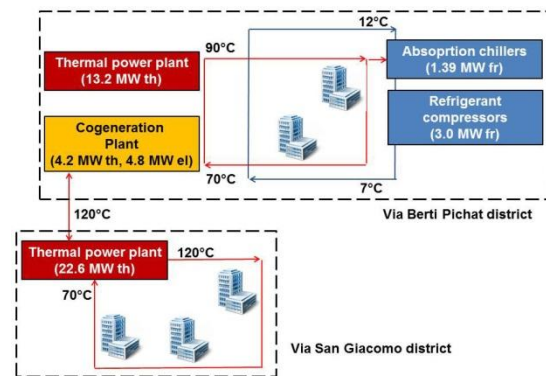 12°C
Thermal power plant
(13.2 MW th)
90°C
Absoprtion chillers
(1.39 MW fr)
Cogeneration
Plant
(4.2 MW th, 4.8 MW el)
Refrigerant
compressors
(3.0 MW fr)
70°C
7°C
120°C
Via Berti Pichat district
Thermal power plant
(22.6 MW th)
120°C
70°C
Via San Giacomo district